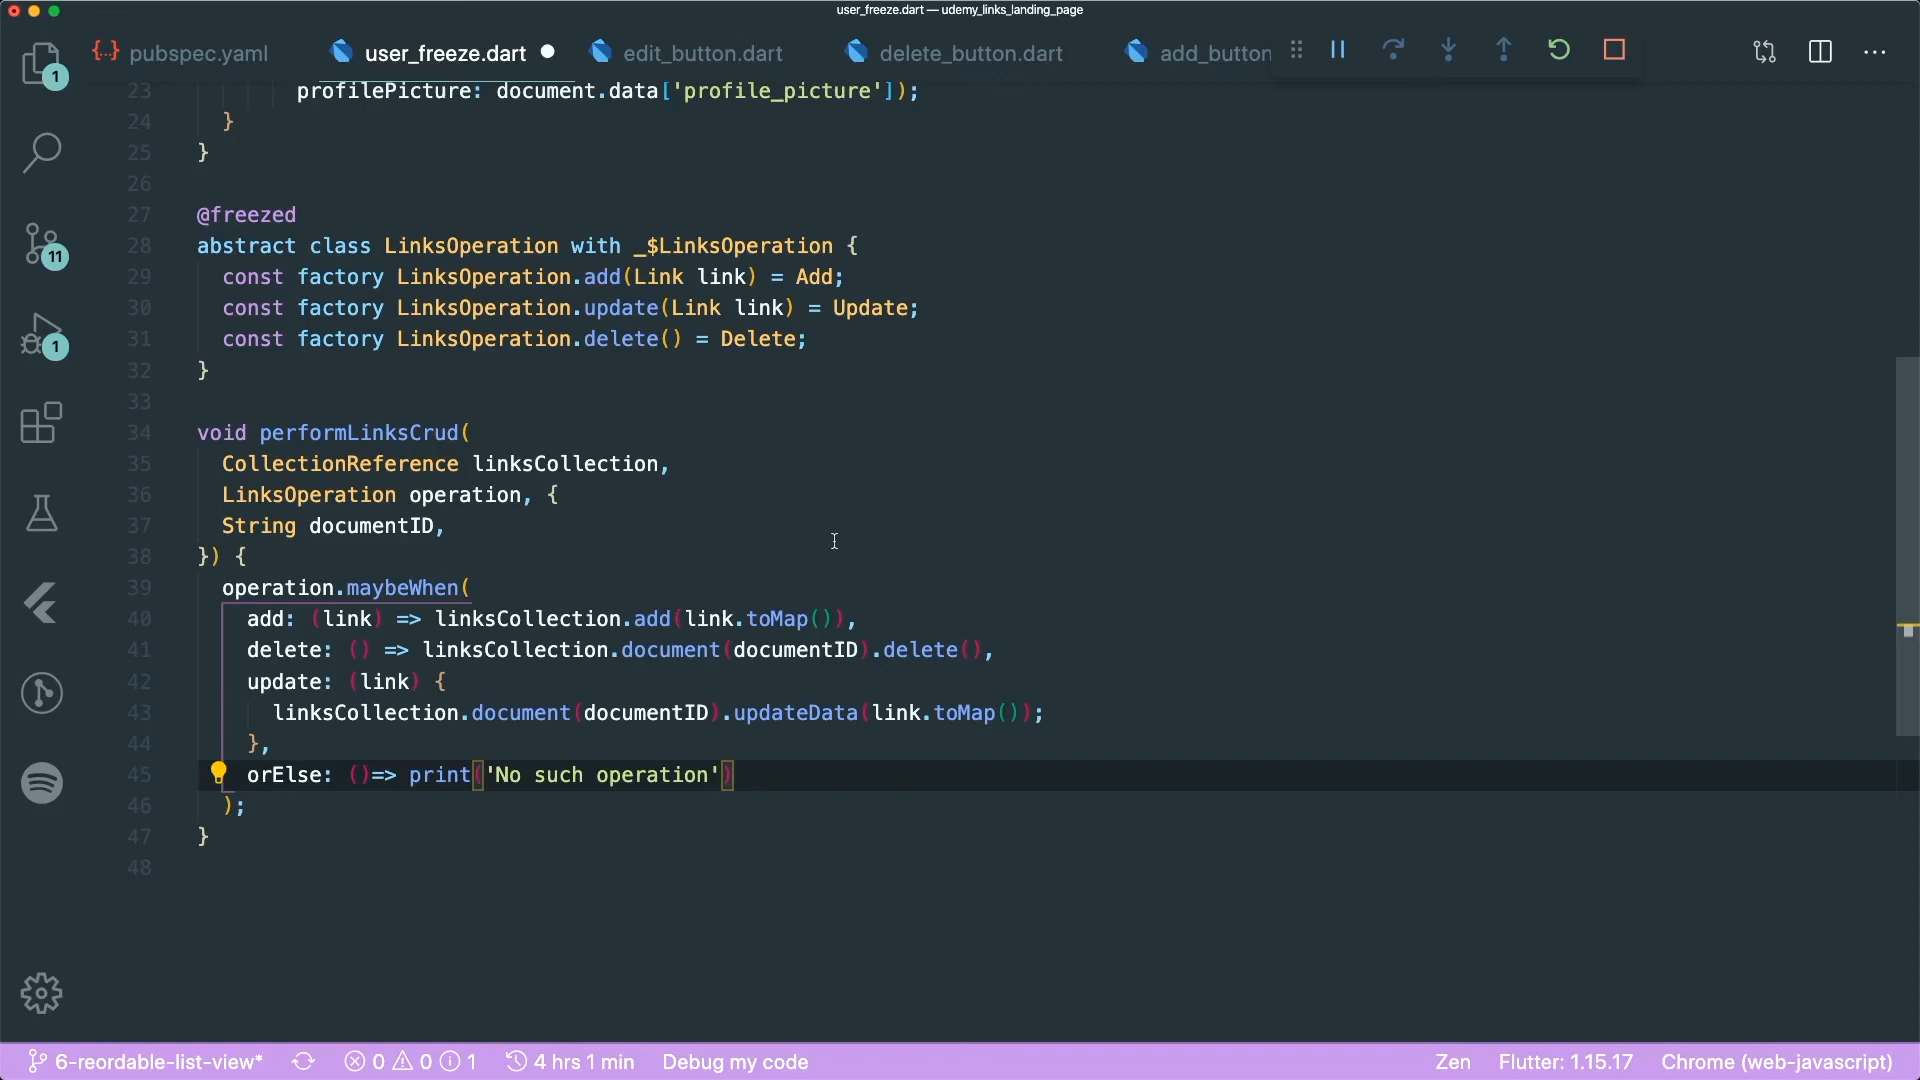 user_freeze.dart — udemy_links_landing_page
{..} pubspec.yaml user_freeze.dart edit_button.dart delete_button.dart add_button
1
11
1
23 profilePicture: document.data['profile_picture']);
24 }
25 }
26
27 @freezed
28 abstract class LinksOperation with _$LinksOperation {
29 const factory LinksOperation.add(Link link) = Add;
30 const factory LinksOperation.update(Link link) = Update;
31 const factory LinksOperation.delete() = Delete;
32 }
33
34 void performLinksCrud(
35 CollectionReference linksCollection,
36 LinksOperation operation, {
37 String documentID,
38 }) {
39 operation.maybeWhen(
40 add: (link) => linksCollection.add(link.toMap()),
41 delete: () => linksCollection.document(documentID).delete(),
42 update: (link) {
43 linksCollection.document(documentID).updateData(link.toMap());
44 },
45 orElse: ()=> print('No such operation')
46 );
47 }
48
6-reordable-list-view* 0 0 1 4 hrs 1 min Debug my code Zen Flutter: 1.15.17 Chrome (web-javascript)